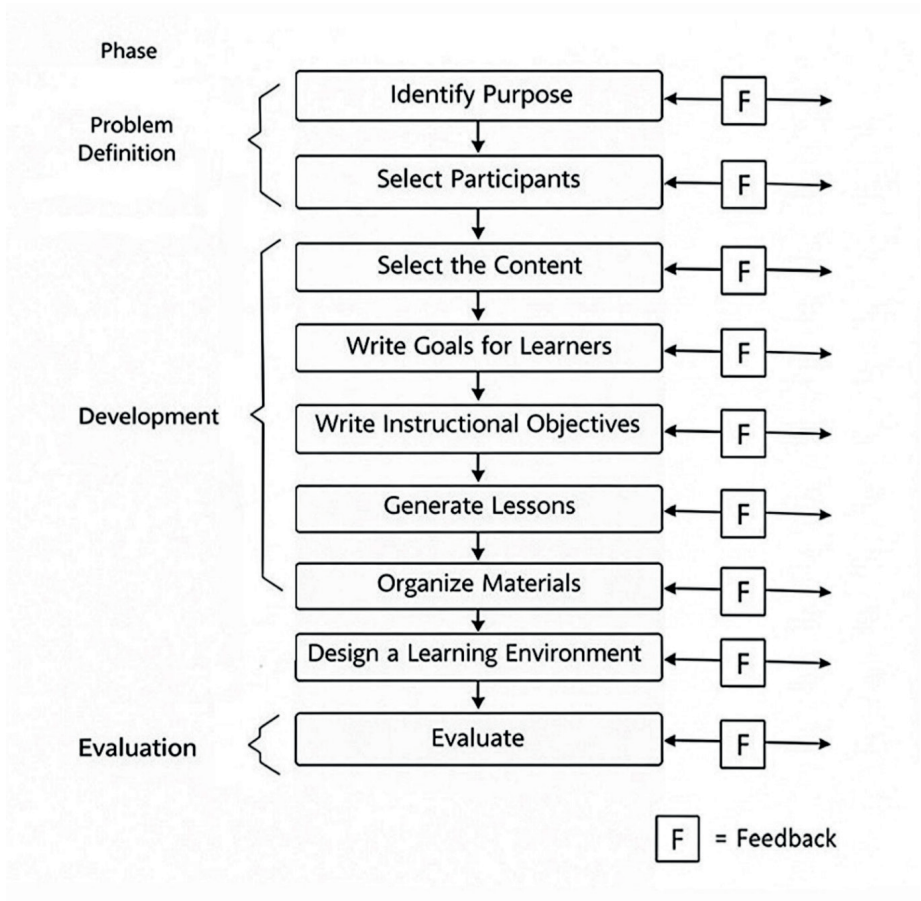 Phase
Identify Purpose
F
Problem
Definition
Select Participants
F
Select the Content
F
Write Goals for Learners
F
Development
Write Instructional Objectives
F
Generate Lessons
F
Organize Materials
F
Design a Learning Environment
F
Evaluation
Evaluate
F
F = Feedback